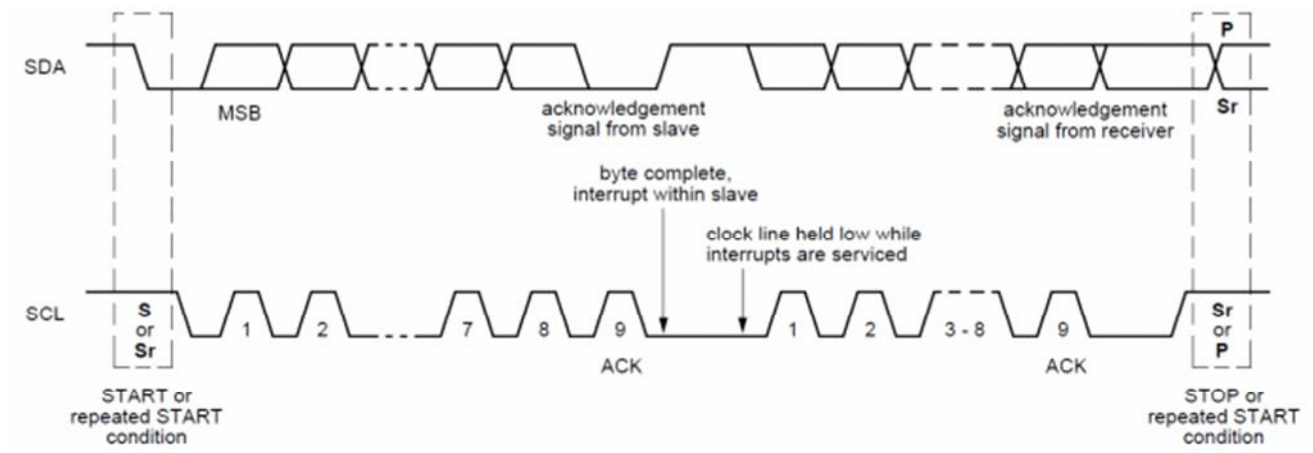 P
SDA
MSB
acknowledgement
signal from slave
acknowledgement
signal from receiver
Sr
byte complete,
interrupt within slave
clock line held low while
interrupts are serviced
SCL
S
or
Sr
1
2
7
8
9
1
2
3 - 8
9
Sr
or
P
ACK
ACK
START or
repeated START
condition
STOP or
repeated START
condition